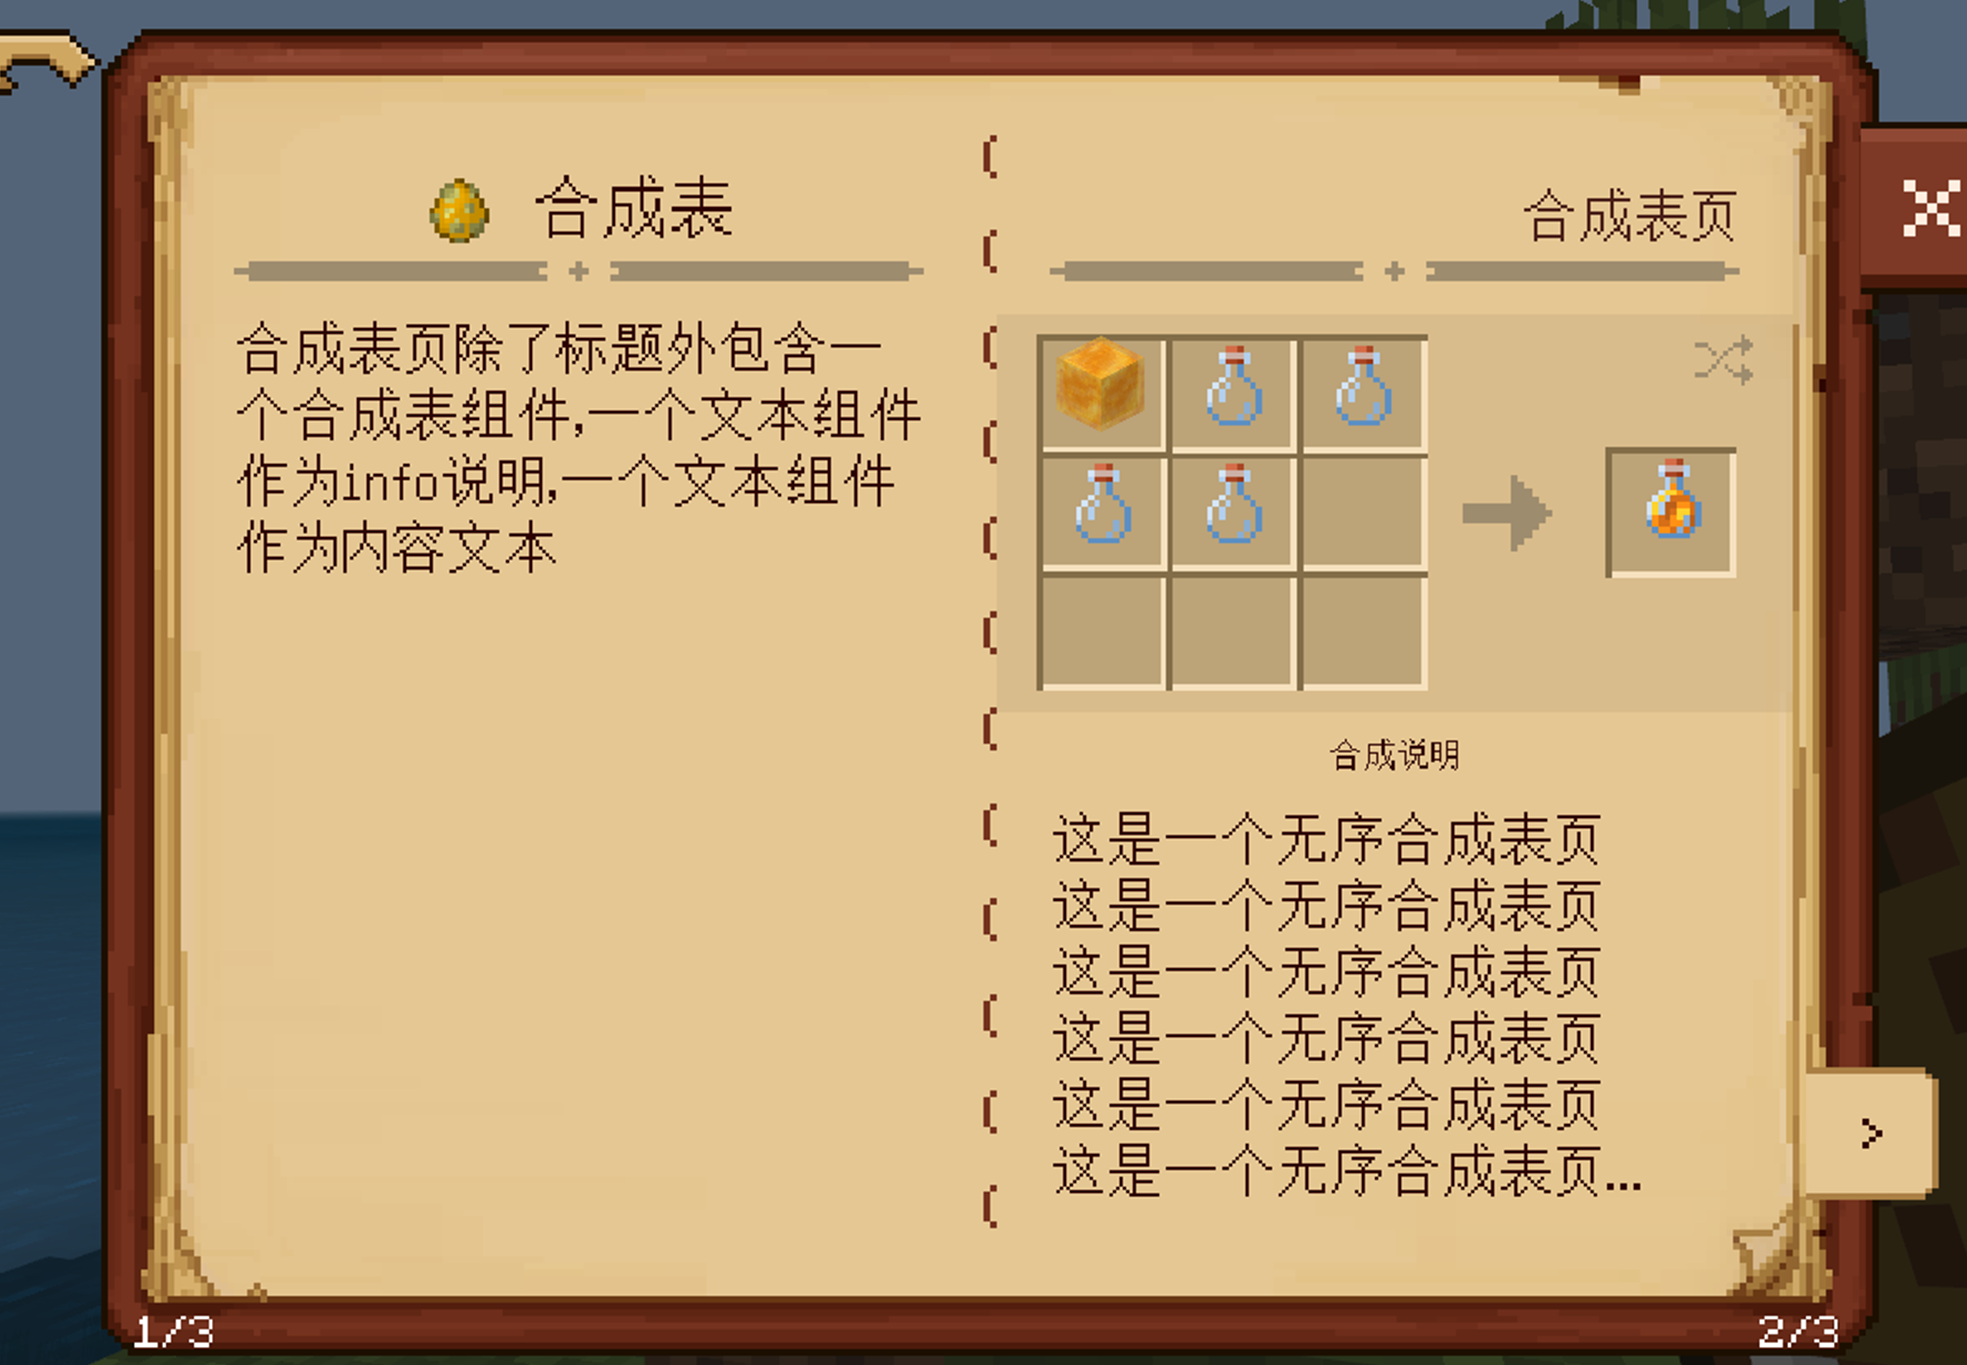 合成表
合成表页除了标题外包含一
个合成表组件,一个文本组件
作为info说明,一个文本组件
作为内容文本
1/3
合成表页
合成说明
这是一个无序合成表页
这是一个无序合成表页
这是一个无序合成表页
这是一个无序合成表页
这是一个无序合成表页
这是一个无序合成表页...
>
2/3